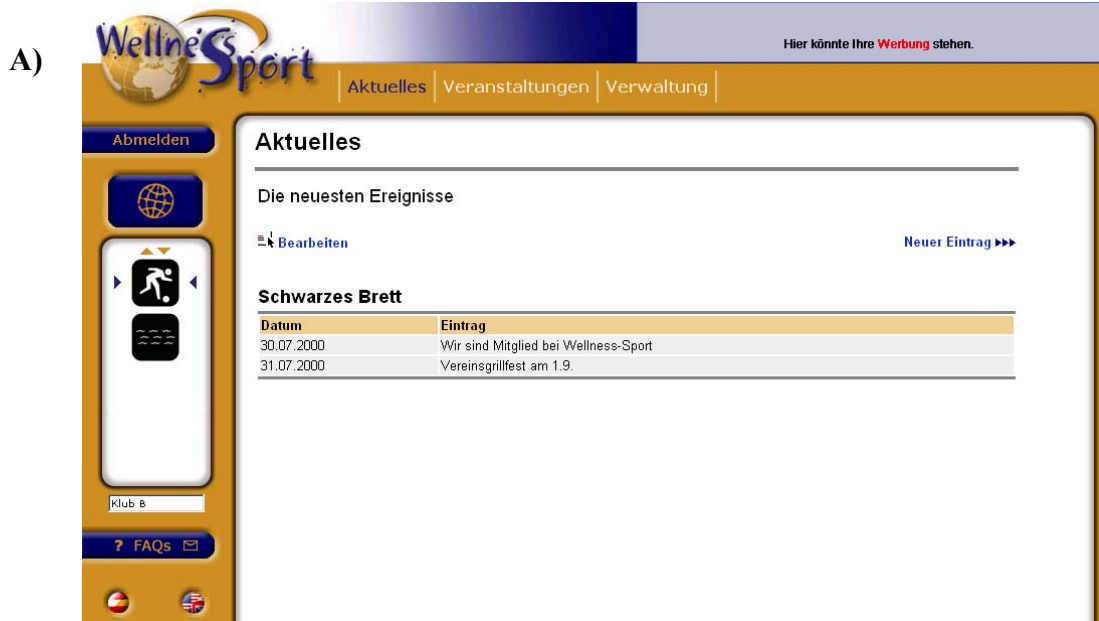 A)
Wellness Sport
Hier könnte Ihre Werbung stehen.
Aktuelles Veranstaltungen Verwaltung
Abmelden
Aktuelles
Die neuesten Ereignisse
Bearbeiten
Neuer Eintrag
Schwarzes Brett
Datum Eintrag
30.07.2000 Wir sind Mitglied bei Wellness-Sport
31.07.2000 Vereinsgrillfest am 1.9.
Klub B
? FAQs